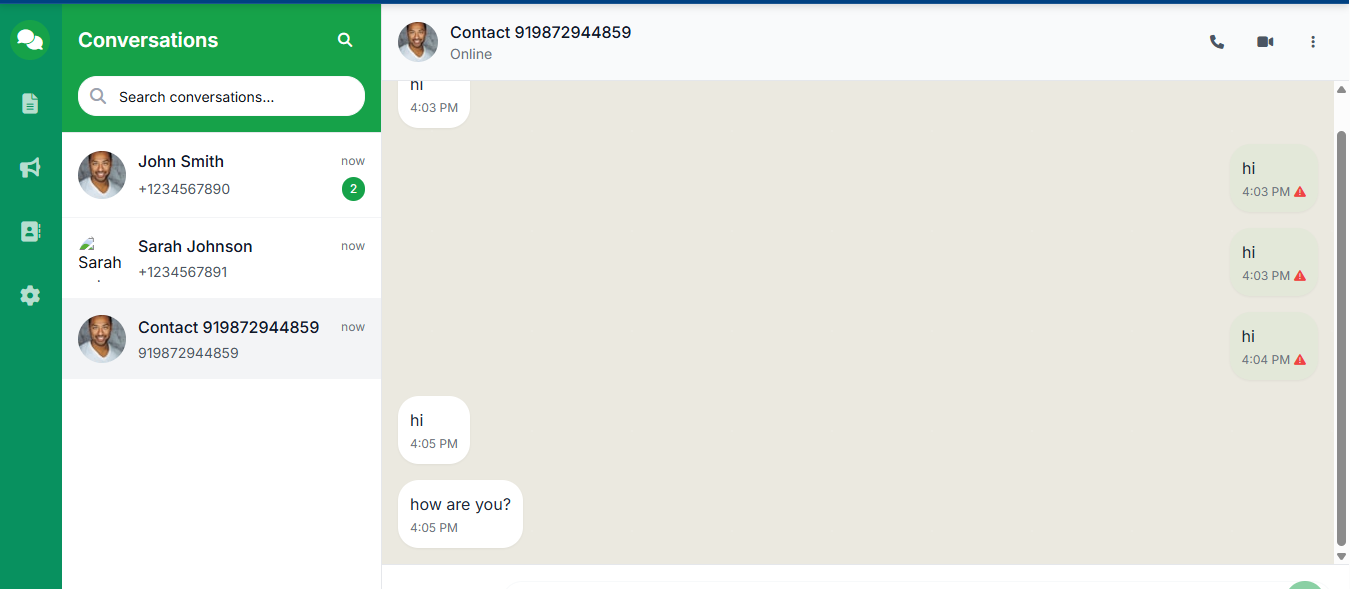 Conversations
Search conversations...
John Smith
now
+1234567890
2
Sarah
Sarah Johnson
now
+1234567891
Contact 919872944859
now
919872944859
Contact 919872944859
Online
hi
4:03 PM
hi
4:03 PM
hi
4:03 PM
hi
4:04 PM
hi
4:05 PM
how are you?
4:05 PM